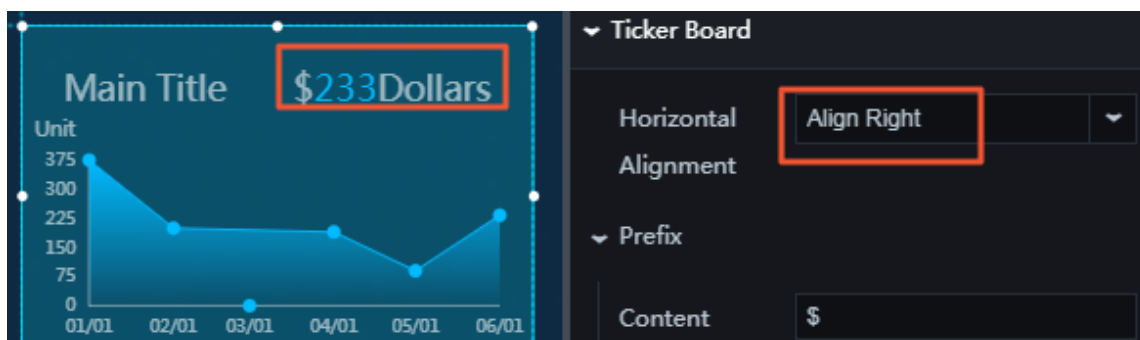 Main Title $233Dollars
Unit
375
300
225
150
75
0
01/01 02/01 03/01 04/01 05/01 06/01
Ticker Board
Horizontal Alignment
Align Right
Prefix
Content $